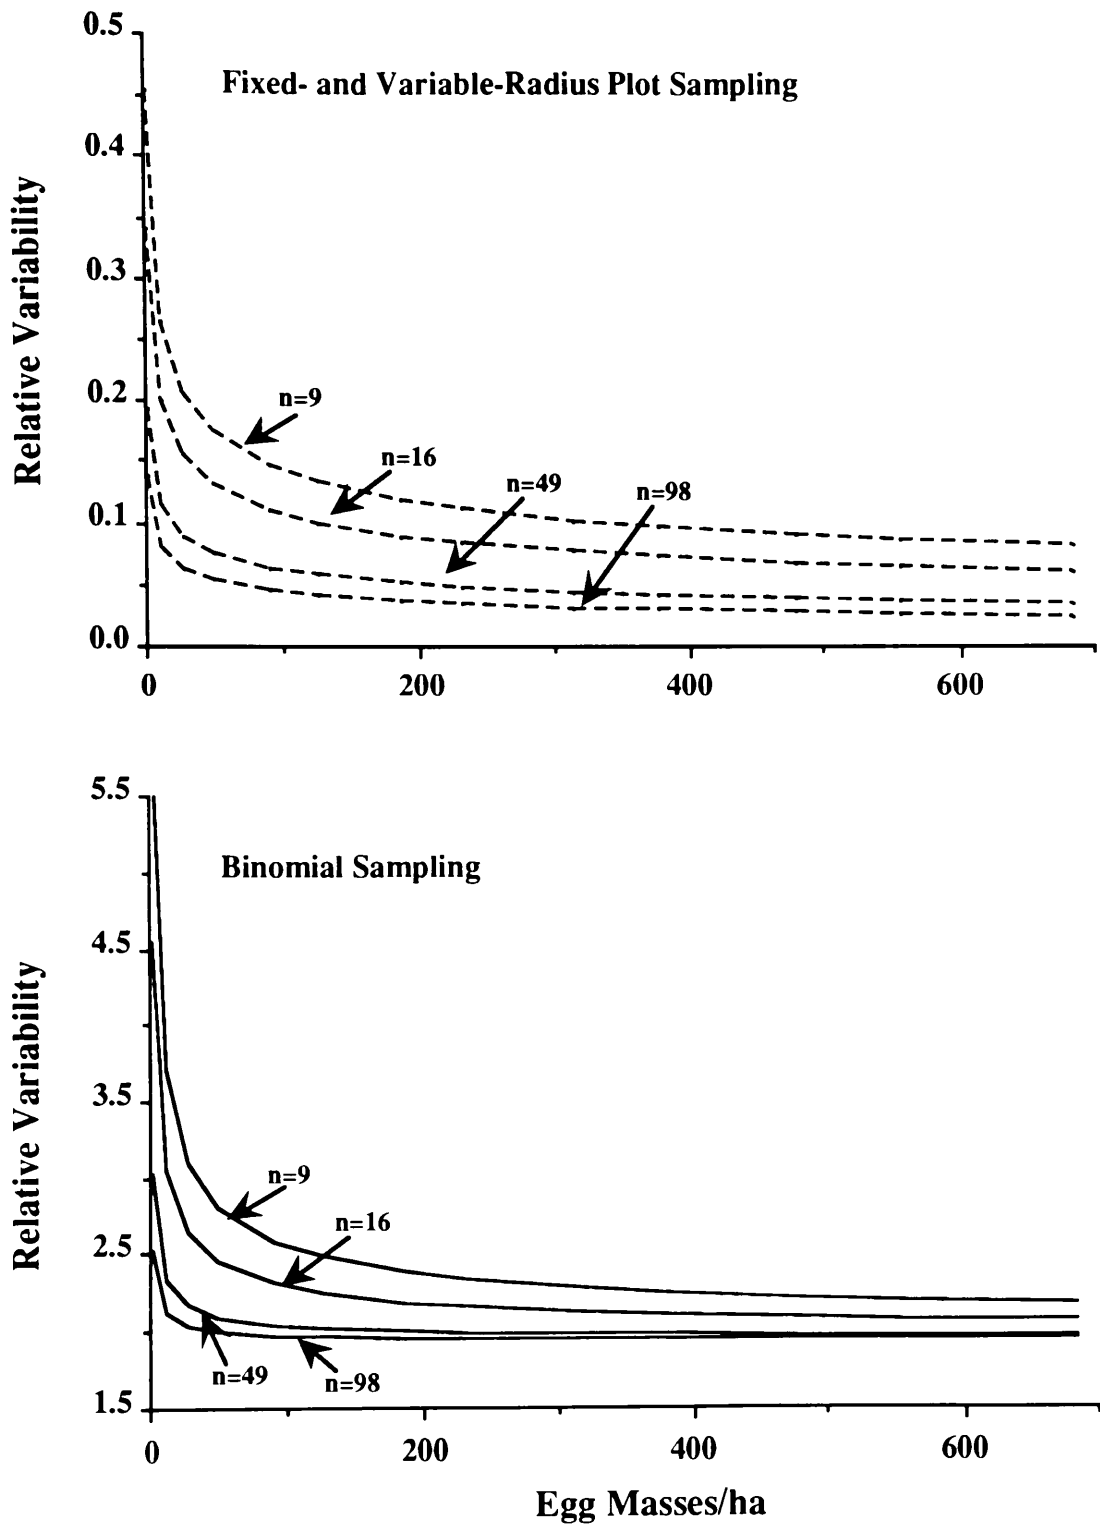 0.5
Fixed- and Variable-Radius Plot Sampling
0.4
0.3
0.2
0.1
0.0
Relative Variability
n=9
n=16
n=49
n=98
0
200
400
600
5.5
Binomial Sampling
4.5
3.5
2.5
1.5
Relative Variability
n=9
n=16
n=49
n=98
0
200
400
600
Egg Masses/ha